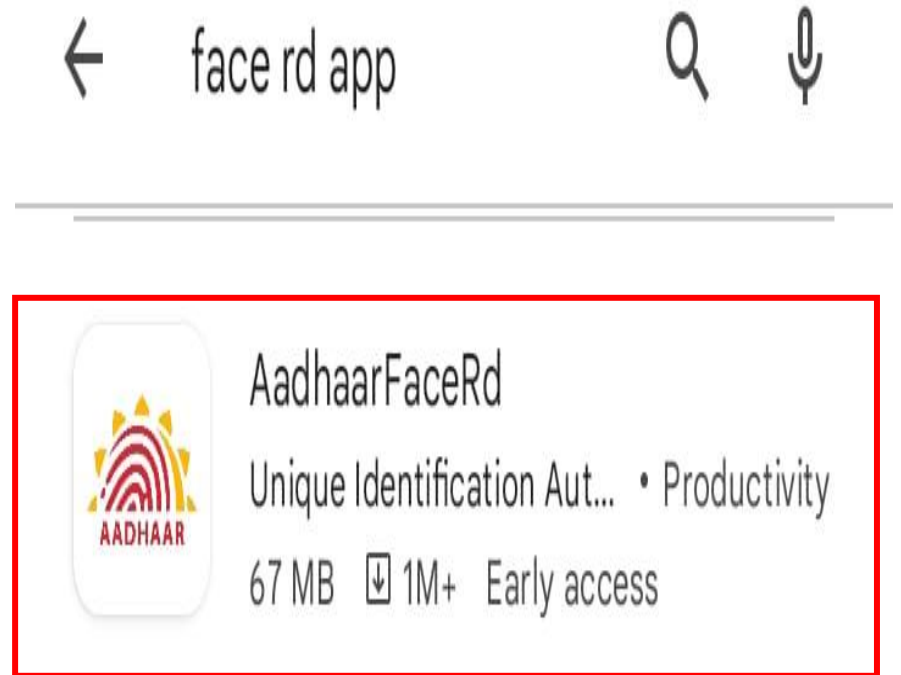 face rd app
AadhaarFaceRd
Unique Identification Aut... • Productivity
AADHAAR
67 MB 1M+ Early access